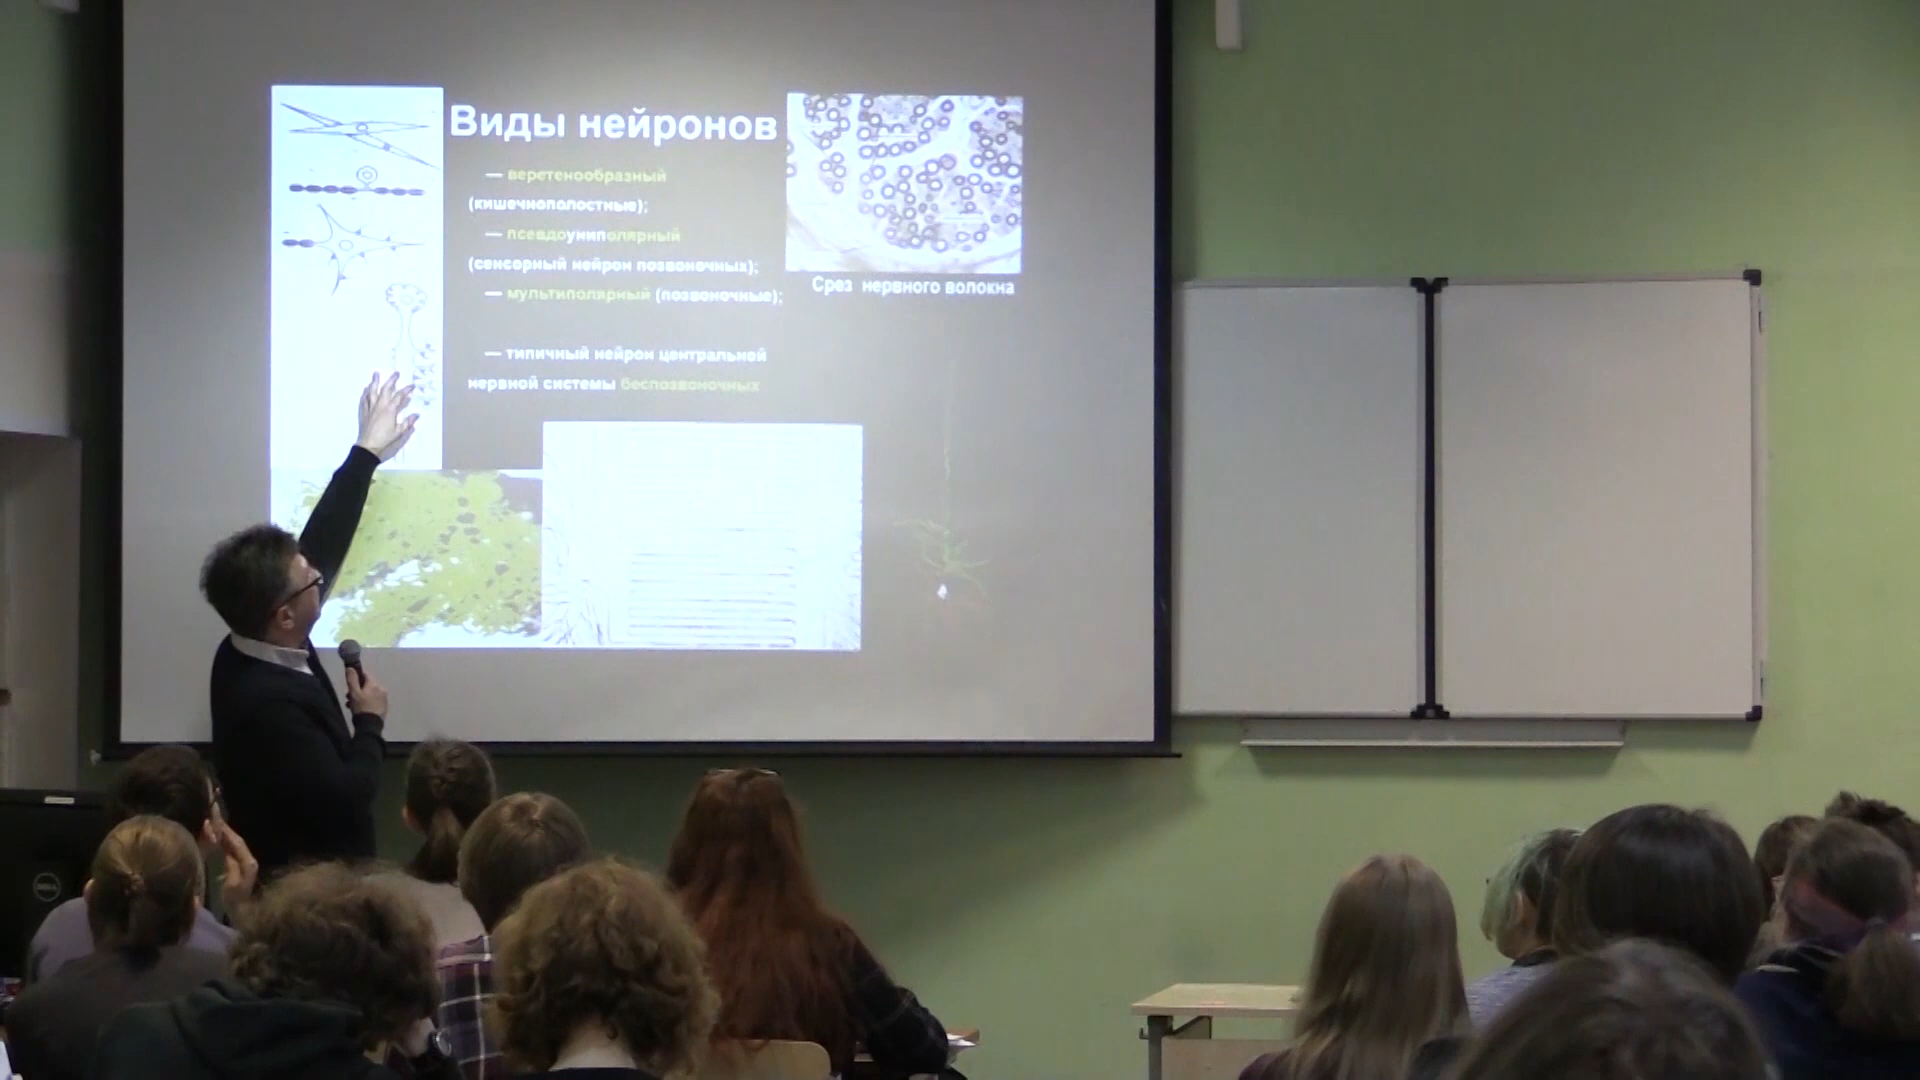 Виды нейронов
— веретенообразный
(кишечнополостные);
— псевдоуниполярный
(сенсорный нейрон позвоночных);
— мультиполярный (позвоночные);
— типичный нейрон центральной
нервной системы беспозвоночных
Срез нервного волокна
DELL